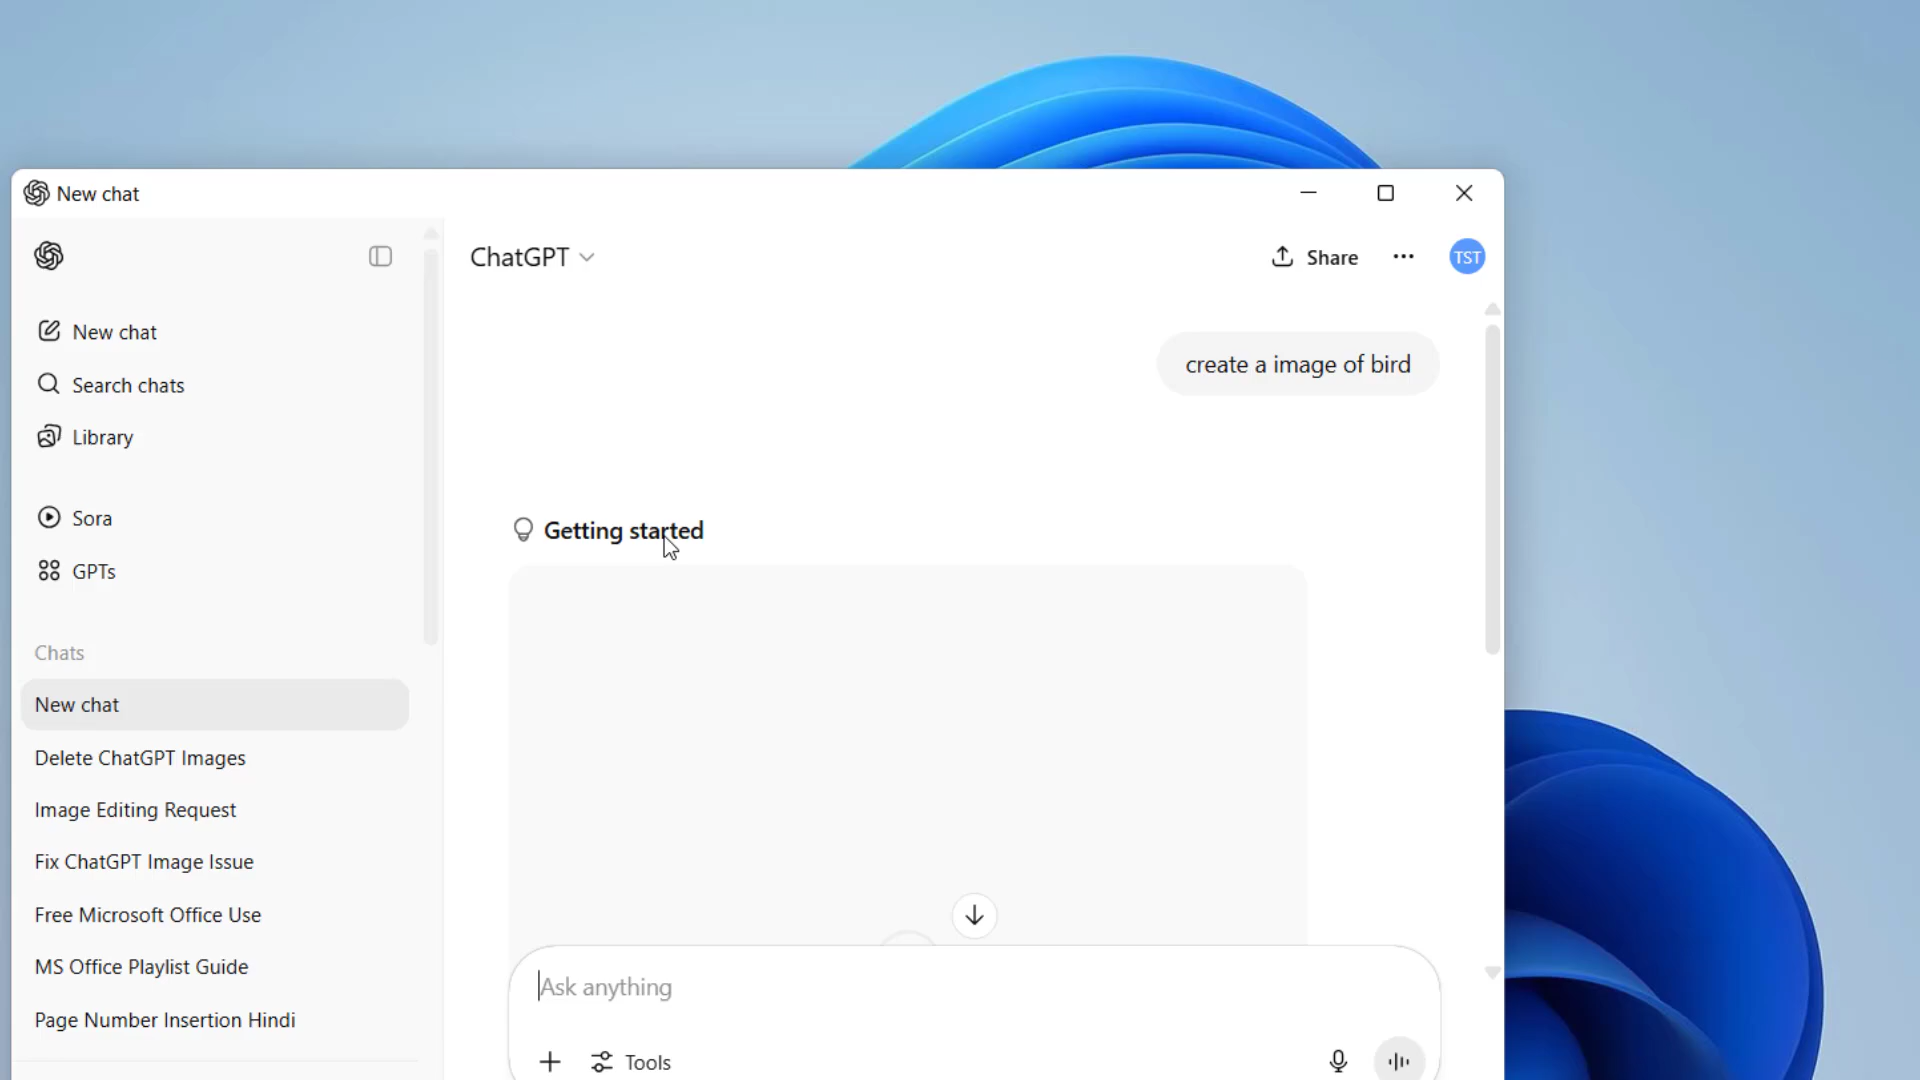 New chat
ChatGPT
Share
TST
New chat
Search chats
Library
Sora
GPTs
Chats
New chat
Delete ChatGPT Images
Image Editing Request
Fix ChatGPT Image Issue
Free Microsoft Office Use
MS Office Playlist Guide
Page Number Insertion Hindi
create a image of bird
Getting started
Ask anything
Tools